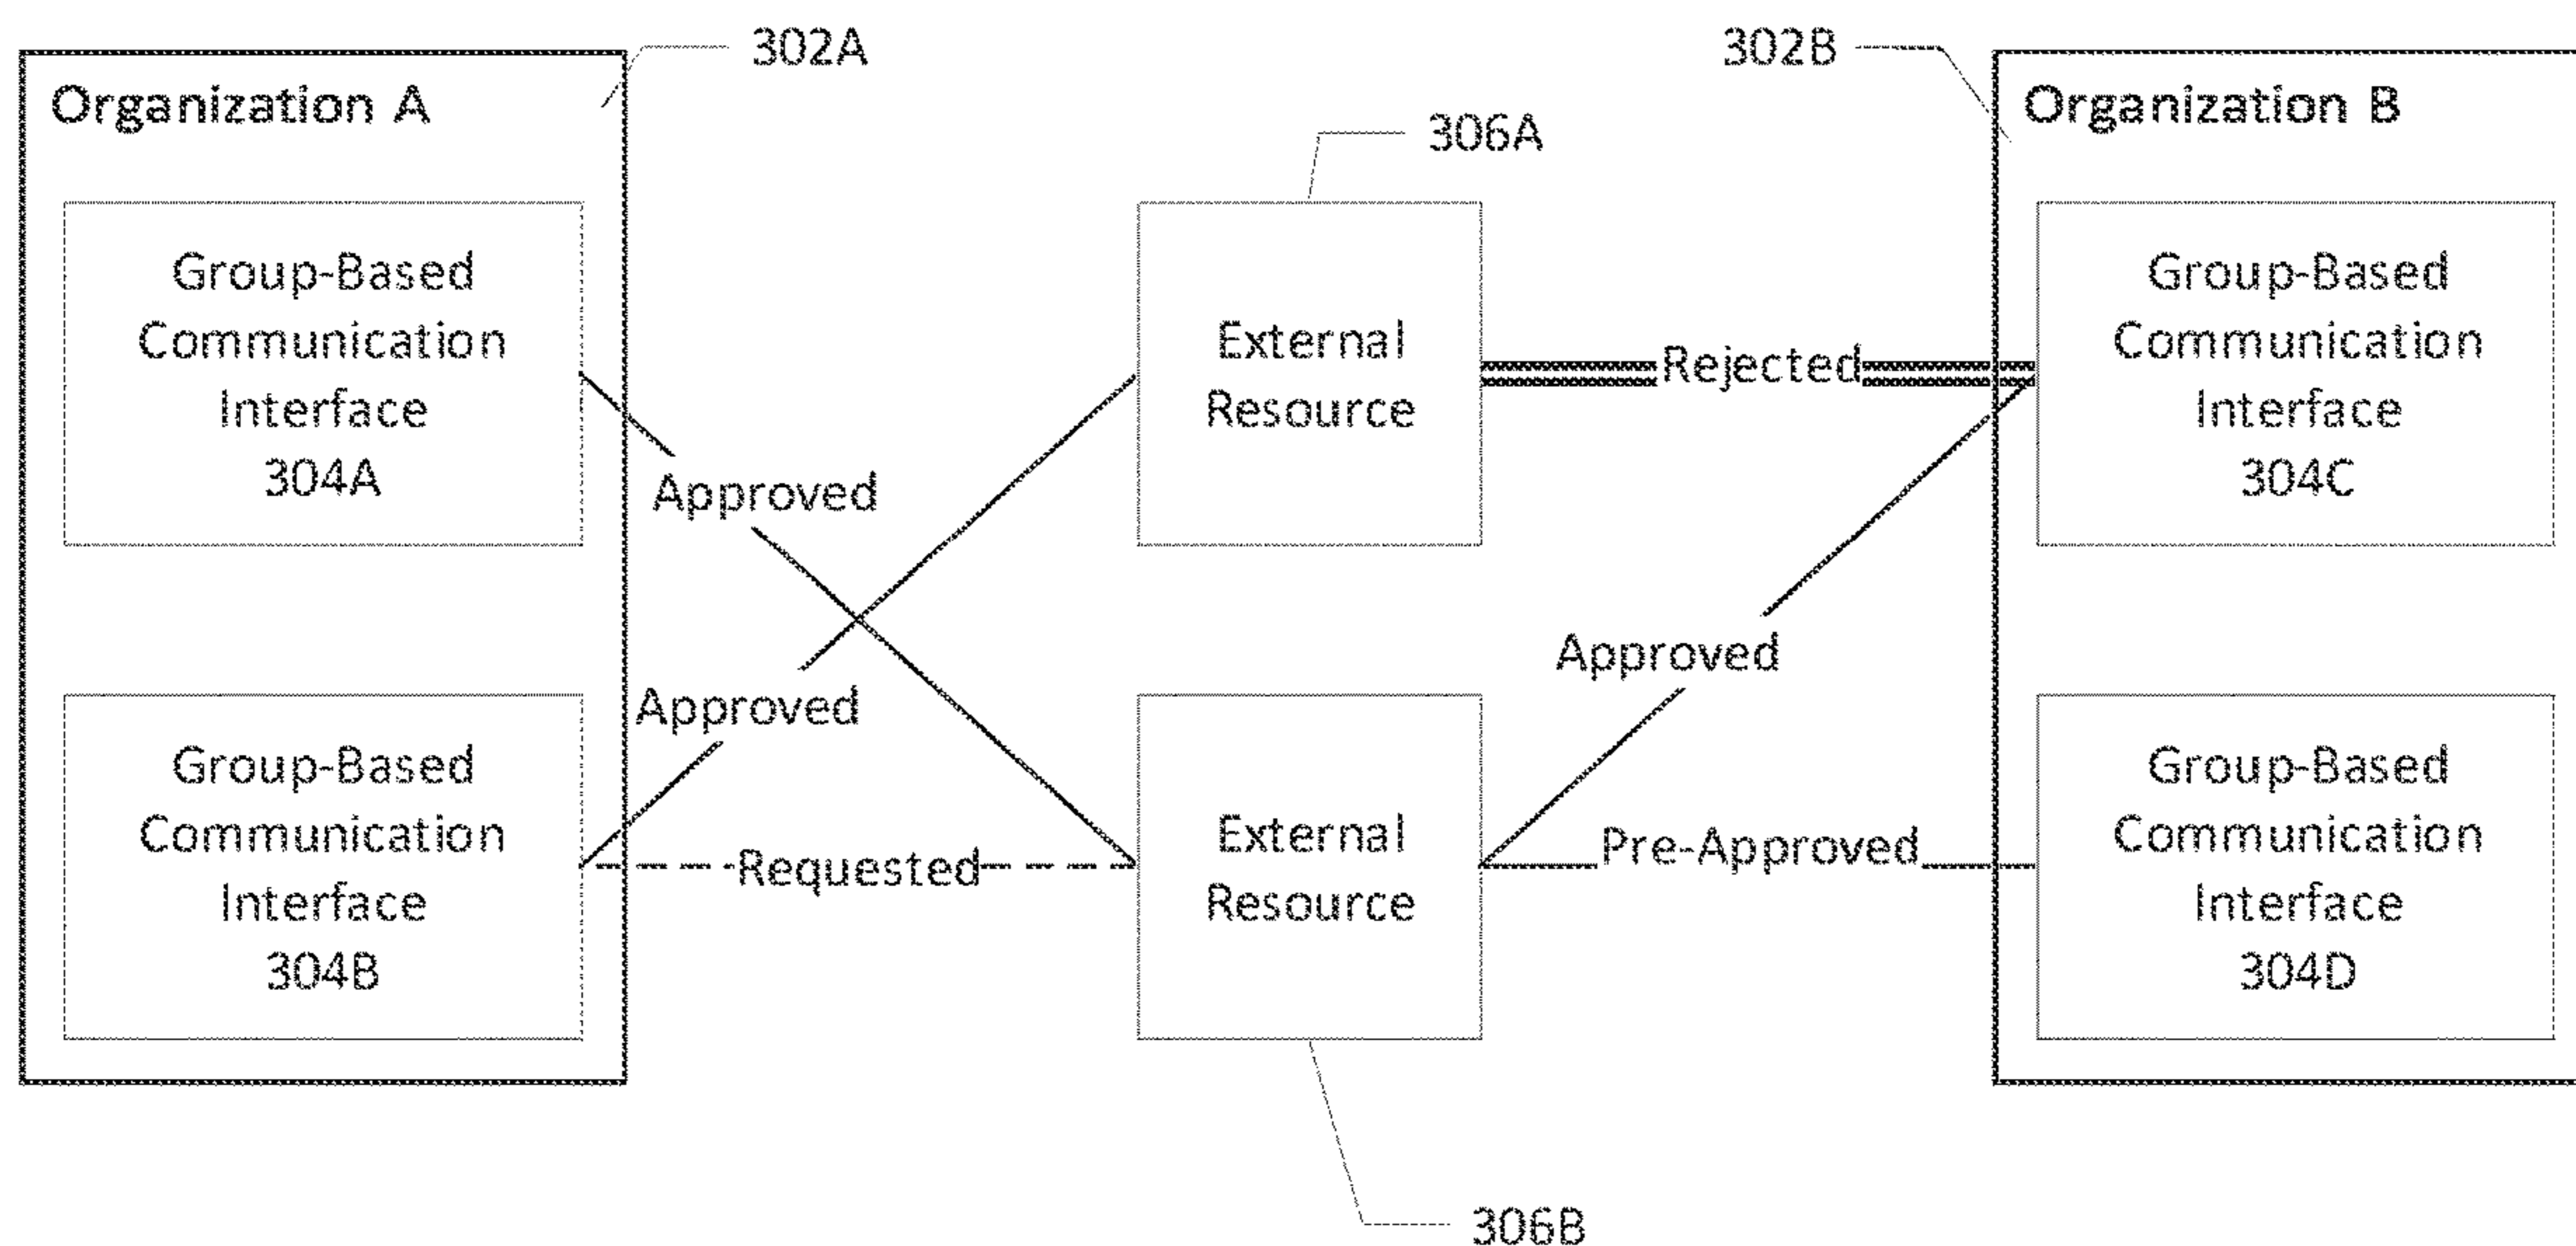 302A
302B
Organization A
Organization B
306A
Group-Based
Communication
Interface
304A
External
Resource
Rejected
Group-Based
Communication
Interface
304C
Approved
Approved
Approved
Group-Based
Communication
Interface
304B
Requested
External
Resource
Pre-Approved
Group-Based
Communication
Interface
304D
306B